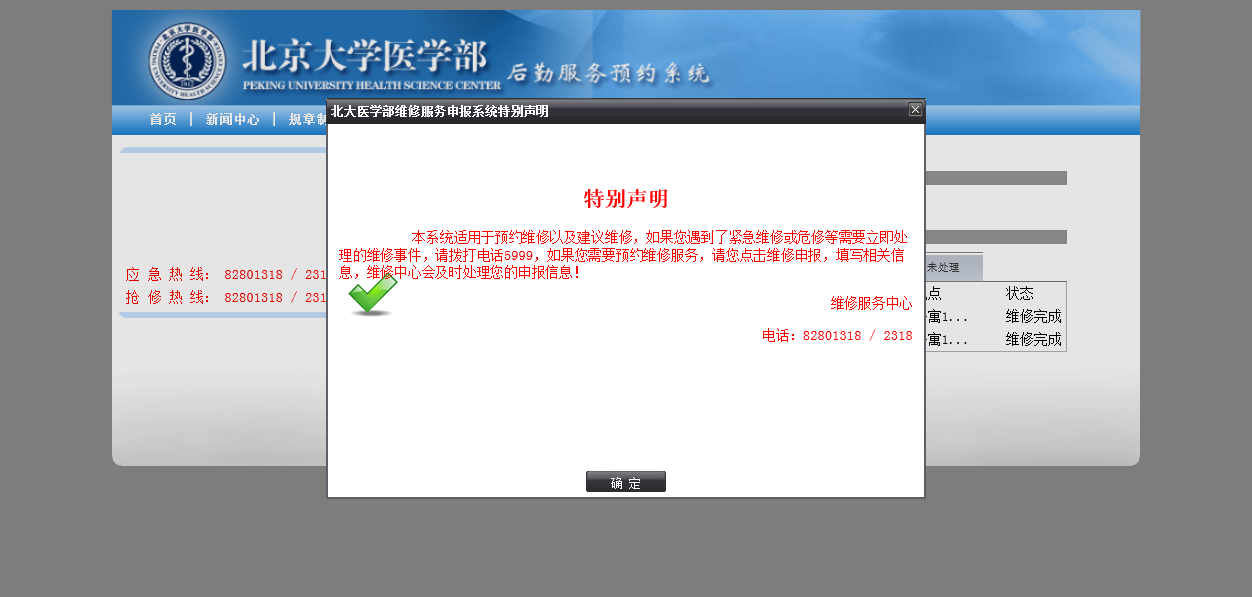 北京大学医学部
PEKING UNIVERSITY HEALTH SCIENCE CENTER
后勤服务预约系统
首页 | 新闻中心 | 规章
北大医学部维修服务申报系统特别声明
特别声明
本系统适用于预约维修以及建议维修，如果您遇到了紧急维修或危修等需要立即处
理的维修事件，请拨打电话5999，如果您需要预约维修服务，请您点击维修申报，填写相关信
息，维修中心会及时处理您的申报信息！
维修服务中心
电话：82801318 / 2318
确 定
应 急 热 线： 82801318 / 231
抢 修 热 线： 82801318 / 231
未处理
点 状态
寓1... 维修完成
寓1... 维修完成